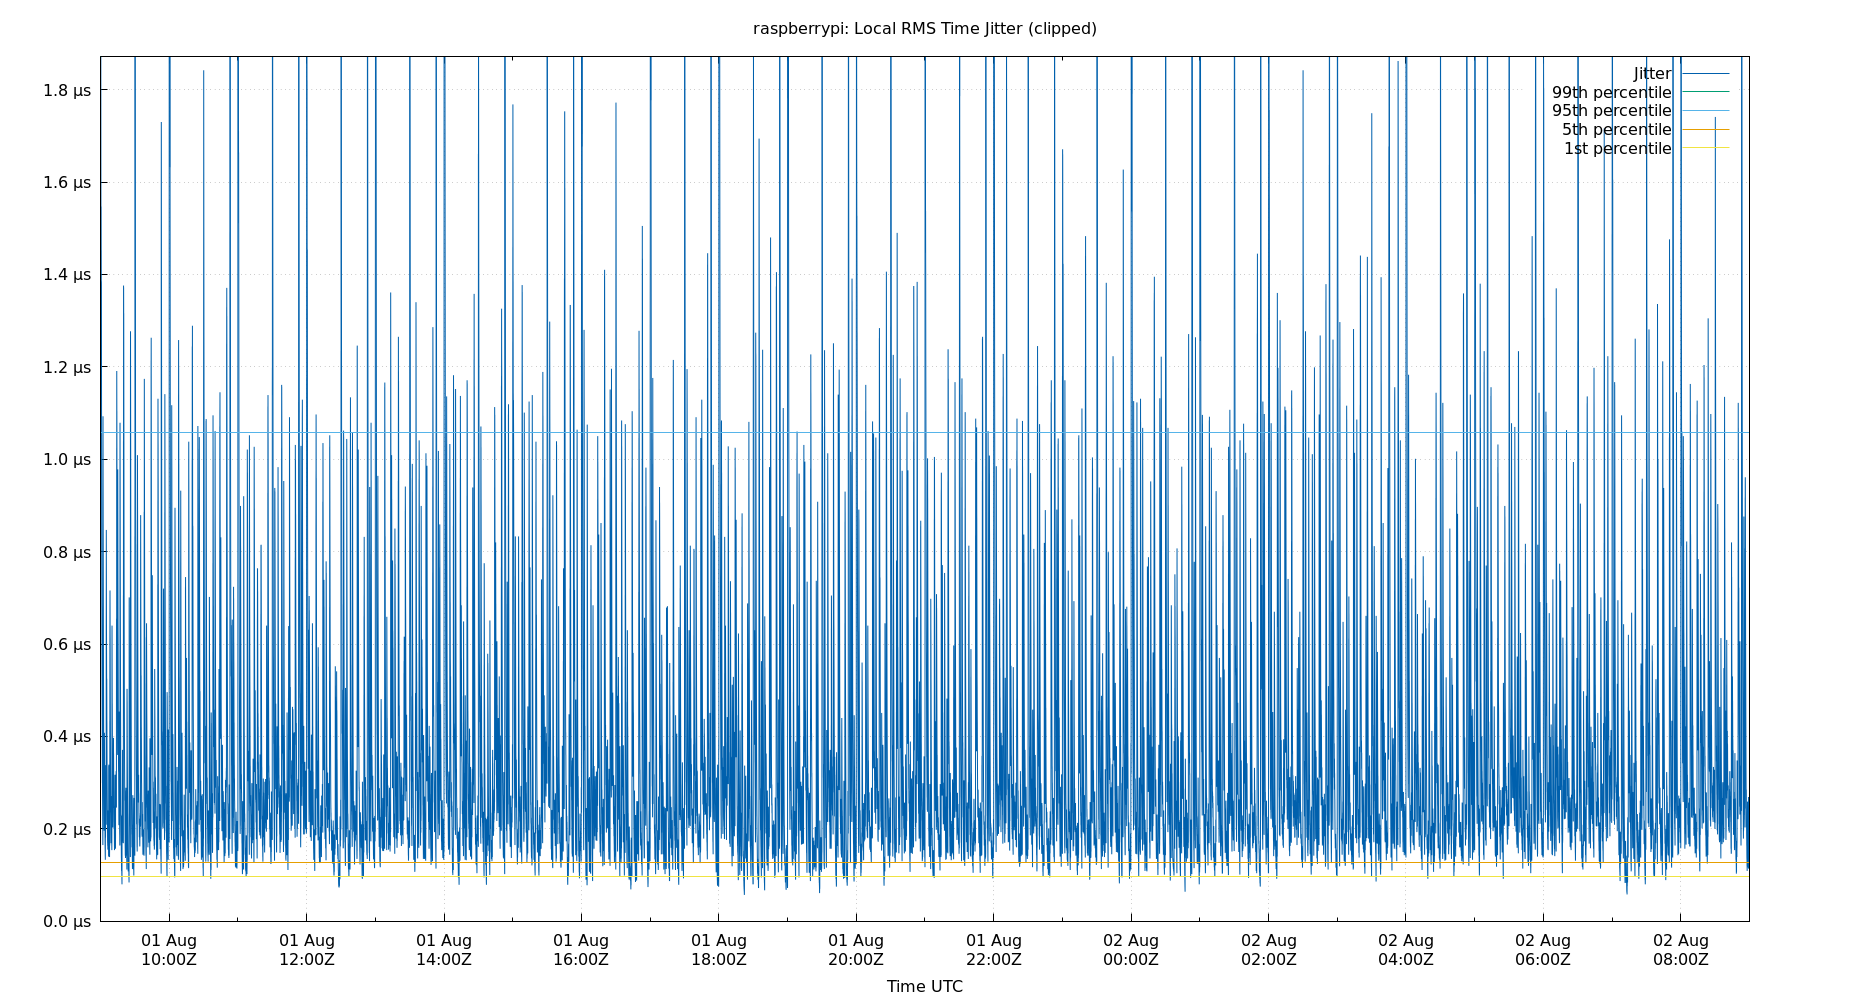 raspberrypi: Local RMS Time Jitter (clipped)
Jitter
99th percentile
95th percentile
5th percentile
1st percentile
1.8 µs
1.6 µs
1.4 µs
1.2 µs
1.0 µs
0.8 µs
0.6 µs
0.4 µs
0.2 µs
0.0 µs
01 Aug 01 Aug 01 Aug 01 Aug 01 Aug 01 Aug 01 Aug 02 Aug 02 Aug 02 Aug 02 Aug 02 Aug
10:00Z 12:00Z 14:00Z 16:00Z 18:00Z 20:00Z 22:00Z 00:00Z 02:00Z 04:00Z 06:00Z 08:00Z
Time UTC